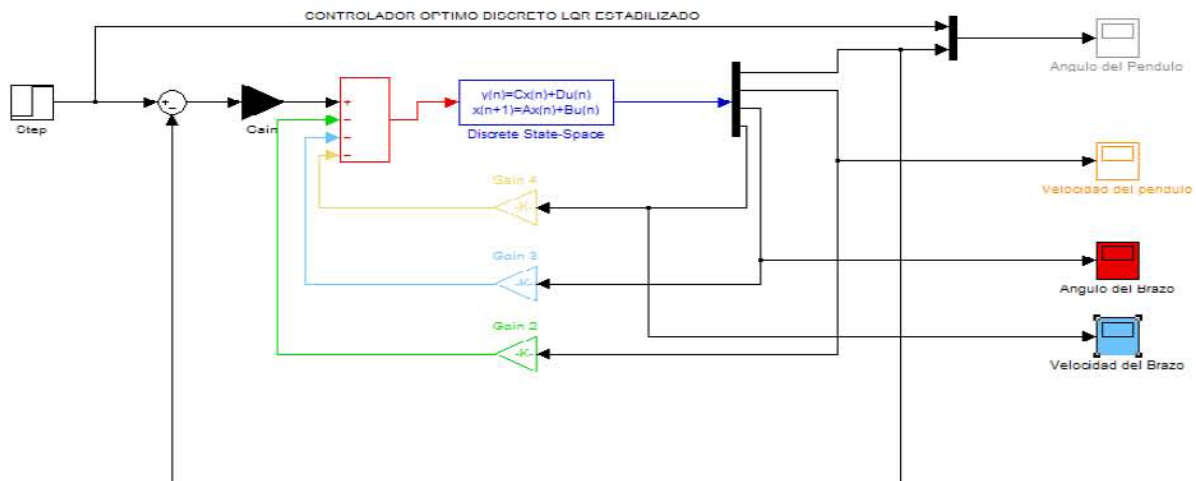 CONTROLADOR OPTIMO DISCRETO LQR ESTABILIZADO
Angulo del Pendulo
Step
Gain
y(n)=Cx(n)+Du(n)
x(n+1)=Ax(n)+Bu(n)
Discrete State-Space
Gain 4
-K-
Velocidad del pendulo
Gain 3
-K-
Angulo del Brazo
Gain 2
-K-
Velocidad del Brazo